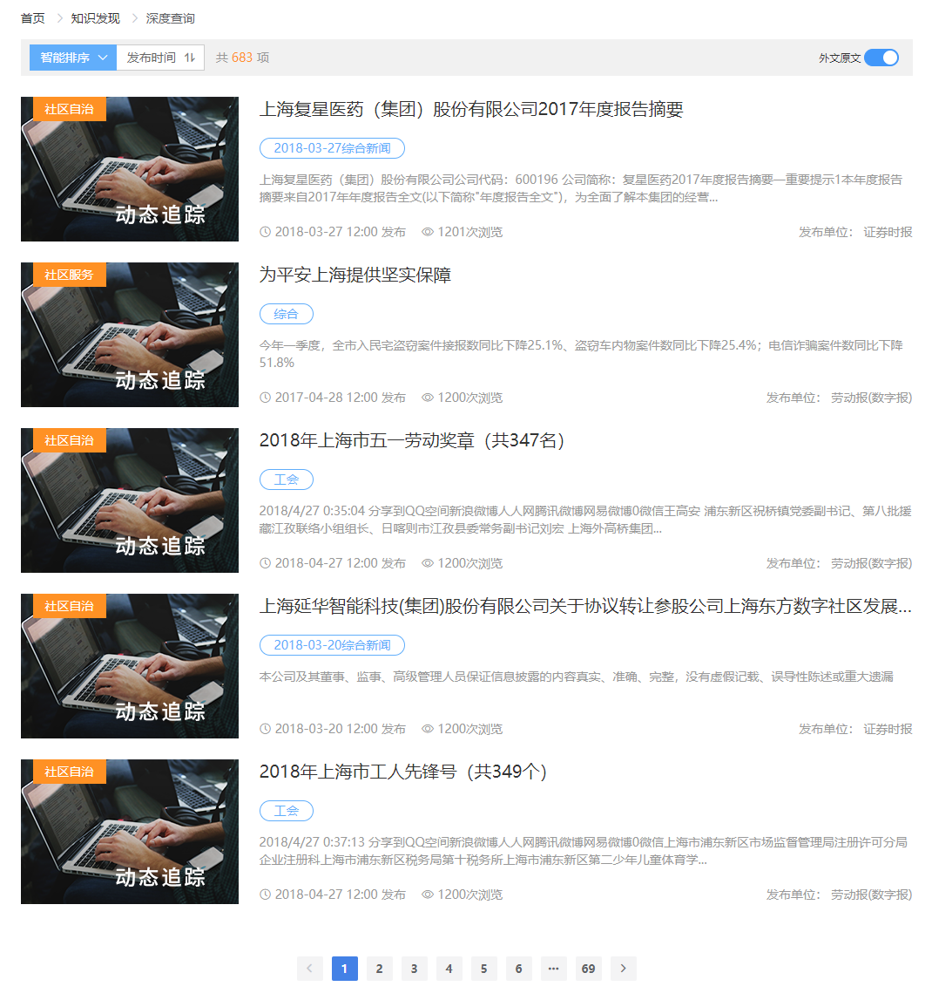 首页 > 知识发现 > 深度查询
智能排序 发布时间 共 683 项 外文原文
社区自治
动态追踪
上海复星医药（集团）股份有限公司2017年度报告摘要
2018-03-27综合新闻
上海复星医药（集团）股份有限公司公司代码：600196 公司简称：复星医药2017年度报告摘要一重要提示1本年度报告
摘要来自2017年年度报告全文(以下简称"年度报告全文")，为全面了解本集团的经营...
2018-03-27 12:00 发布 1201次浏览 发布单位： 证券时报
社区服务
动态追踪
为平安上海提供坚实保障
综合
今年一季度，全市入民宅盗窃案件接报数同比下降25.1%、盗窃车内物案件数同比下降25.4%；电信诈骗案件数同比下降
51.8%
2017-04-28 12:00 发布 1200次浏览 发布单位： 劳动报(数字报)
社区自治
动态追踪
2018年上海市五一劳动奖章（共347名）
工会
2018/4/27 0:35:04 分享到QQ空间新浪微博人人网腾讯微博网易微博0微信王高安 浦东新区祝桥镇党委副书记、第八批援
藏江孜联络小组组长、日喀则市江孜县委常务副书记刘宏 上海外高桥集团...
2018-04-27 12:00 发布 1200次浏览 发布单位： 劳动报(数字报)
社区自治
动态追踪
上海延华智能科技(集团)股份有限公司关于协议转让参股公司上海东方数字社区发展...
2018-03-20综合新闻
本公司及其董事、监事、高级管理人员保证信息披露的内容真实、准确、完整，没有虚假记载、误导性陈述或重大遗漏
2018-03-20 12:00 发布 1200次浏览 发布单位： 证券时报
社区自治
动态追踪
2018年上海市工人先锋号（共349个）
工会
2018/4/27 0:37:13 分享到QQ空间新浪微博人人网腾讯微博网易微博0微信上海市浦东新区市场监督管理局注册许可分局
企业注册科上海市浦东新区税务局第十税务所上海市浦东新区第二少年儿童体育学...
2018-04-27 12:00 发布 1200次浏览 发布单位： 劳动报(数字报)
< 1 2 3 4 5 6 ... 69 >